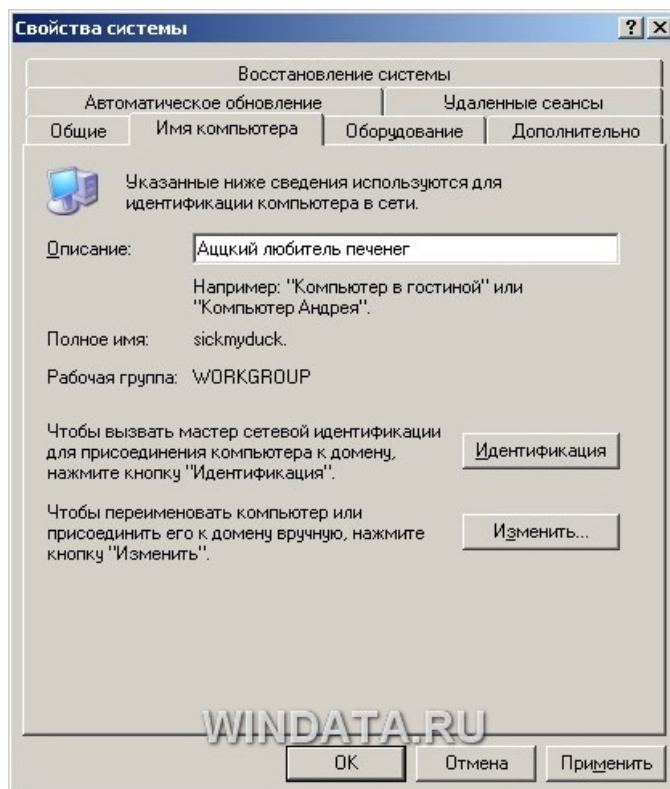 Свойства системы
Восстановление системы
Автоматическое обновление
Удаленные сеансы
Общие
Имя компьютера
Оборудование
Дополнительно
Указанные ниже сведения используются для
идентификации компьютера в сети.
Описание:
Аццкий любитель печенег
Например: "Компьютер в гостиной" или
"Компьютер Андрея".
Полное имя:
sickmyduck.
Рабочая группа:
WORKGROUP
Чтобы вызвать мастер сетевой идентификации
для присоединения компьютера к домену,
нажмите кнопку "Идентификация".
Идентификация
Чтобы переименовать компьютер или
присоединить его к домену вручную, нажмите
кнопку "Изменить".
Изменить...
WINDATA.RU
ОК
Отмена
Применить